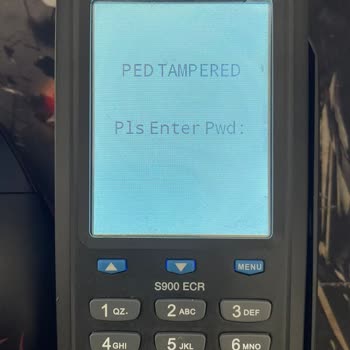 PED TAMPERED
Pls Enter Pwd:
MENU
S900 ECR
1 QZ. 2 ABC 3 DEF
4 GHI 5 JKL 6 MNO